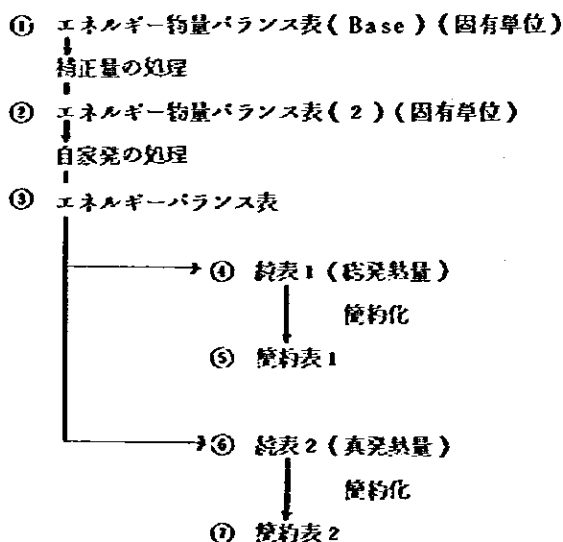 ① エネルギー物量バランス表(Base)(固有単位)
補正量の処理
② エネルギー物量バランス表(2)(固有単位)
自家発の処理
③ エネルギーバランス表
④ 総表1(総発熱量)
簡約化
⑤ 簡約表1
⑥ 総表2(真発熱量)
簡約化
⑦ 簡約表2